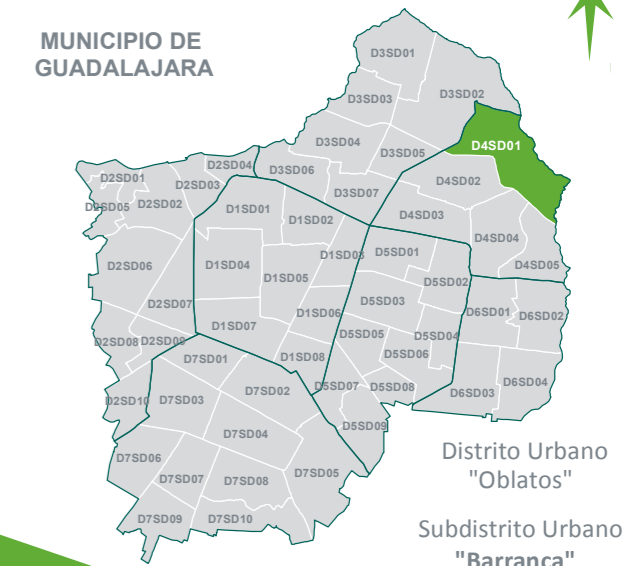 MUNICIPIO DE
GUADALAJARA
D3SD01
D3SD02
D3SD03
D3SD04
D4SD01
D3SD05
D2SD04
D3SD06
D2SD01
D2SD03
D4SD02
D3SD07
D2SD05
D2SD02
D1SD01
D1SD02
D4SD03
D4SD04
D1SD03
D5SD01
D2SD06
D1SD04
D4SD05
D1SD05
D5SD02
D2SD07
D5SD03
D1SD06
D6SD01
D6SD02
D1SD07
D5SD05
D5SD04
D2SD08
D2SD09
D5SD06
D7SD01
D1SD08
D6SD04
D7SD02
D5SD07
D5SD08
D6SD03
D2SD10
D7SD03
D5SD09
D7SD04
D7SD06
D7SD05
D7SD07
D7SD08
D7SD09
D7SD10
Distrito Urbano
"Oblatos"
Subdistrito Urbano
"Barranca"